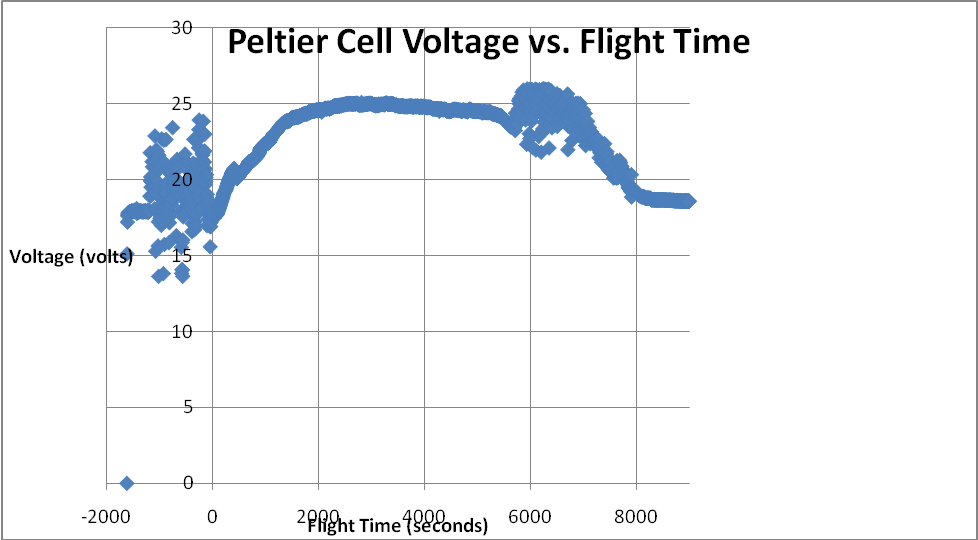 Peltier Cell Voltage vs. Flight Time
30
25
20
15
Voltage (volts)
10
5
0
-2000 0 2000 4000 6000 8000
Flight Time (seconds)